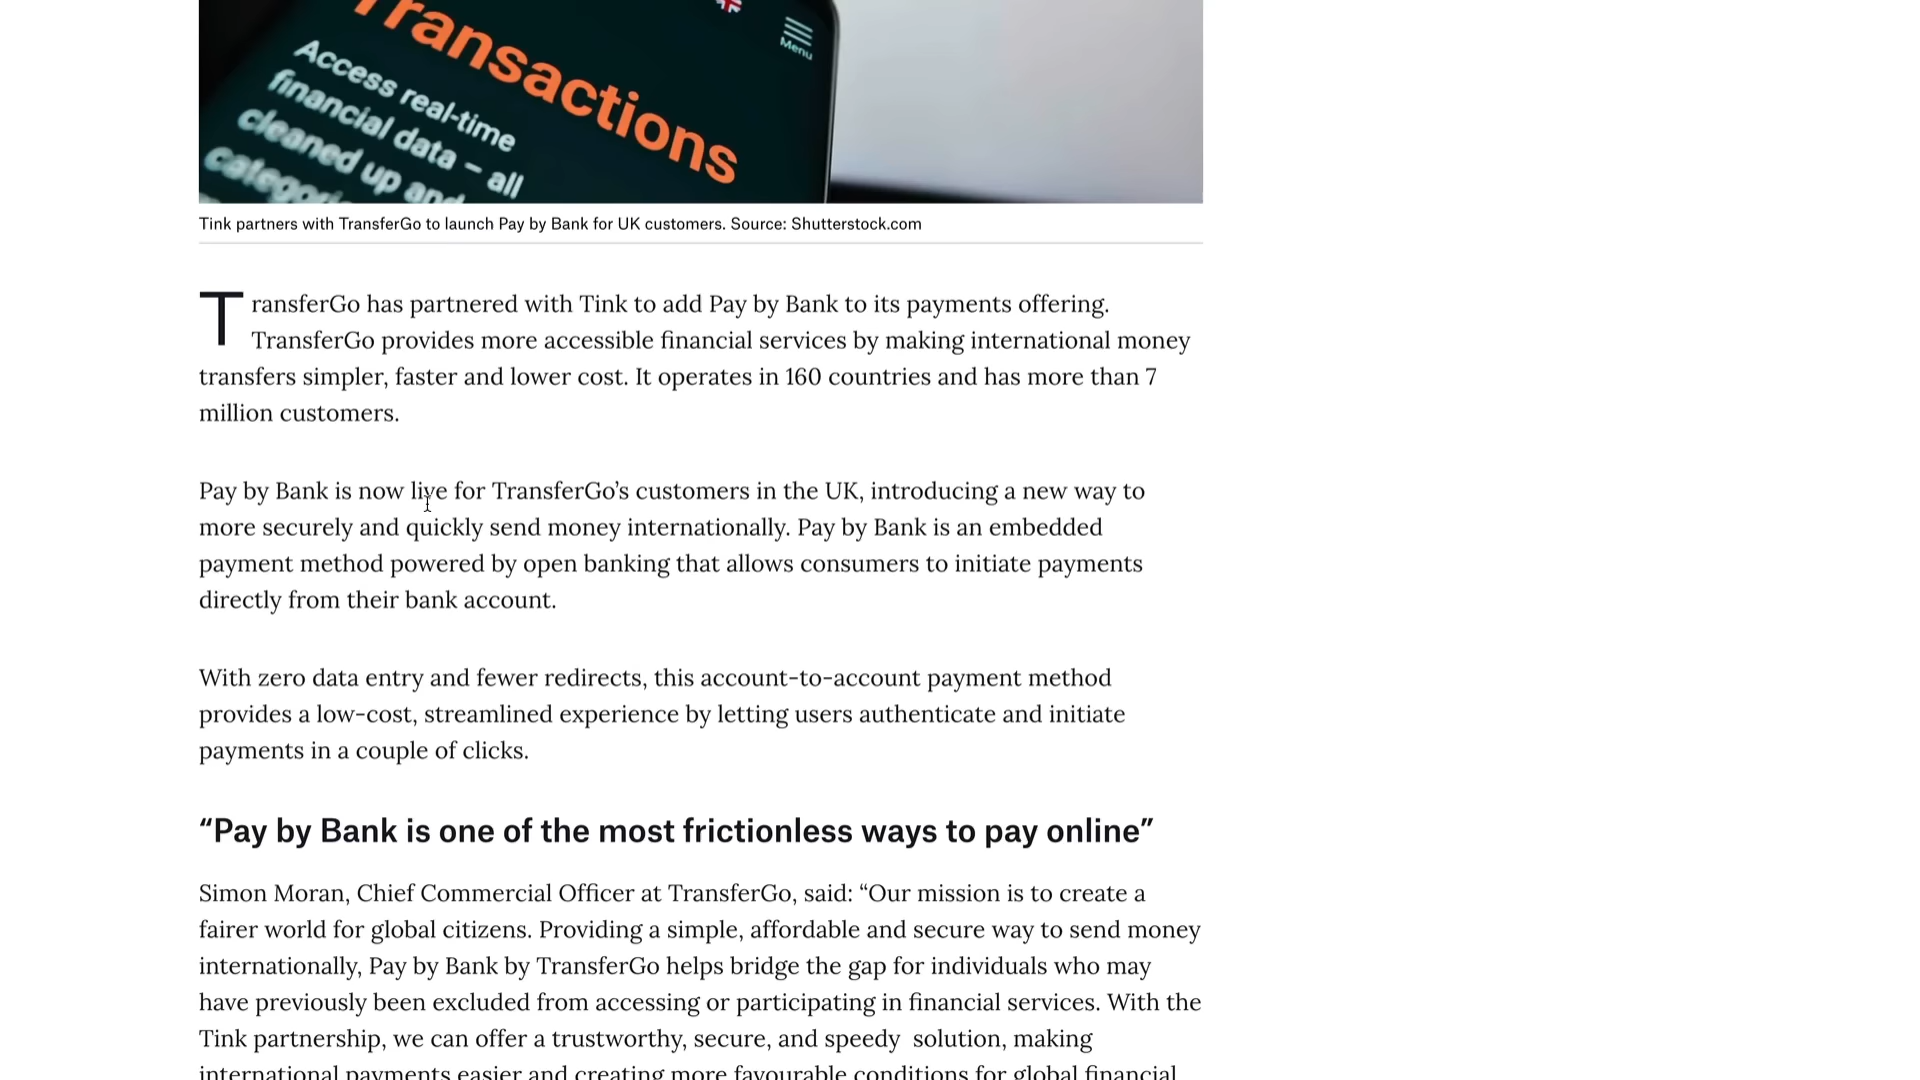 Transactions
Menu
Access real-time
financial data – all
cleaned up and
Tink partners with TransferGo to launch Pay by Bank for UK customers. Source: Shutterstock.com
TransferGo has partnered with Tink to add Pay by Bank to its payments offering.
TransferGo provides more accessible financial services by making international money
transfers simpler, faster and lower cost. It operates in 160 countries and has more than 7
million customers.
Pay by Bank is now live for TransferGo’s customers in the UK, introducing a new way to
more securely and quickly send money internationally. Pay by Bank is an embedded
payment method powered by open banking that allows consumers to initiate payments
directly from their bank account.
With zero data entry and fewer redirects, this account-to-account payment method
provides a low-cost, streamlined experience by letting users authenticate and initiate
payments in a couple of clicks.
“Pay by Bank is one of the most frictionless ways to pay online”
Simon Moran, Chief Commercial Officer at TransferGo, said: “Our mission is to create a
fairer world for global citizens. Providing a simple, affordable and secure way to send money
internationally, Pay by Bank by TransferGo helps bridge the gap for individuals who may
have previously been excluded from accessing or participating in financial services. With the
Tink partnership, we can offer a trustworthy, secure, and speedy  solution, making
international payments easier and creating more favourable conditions for global financial